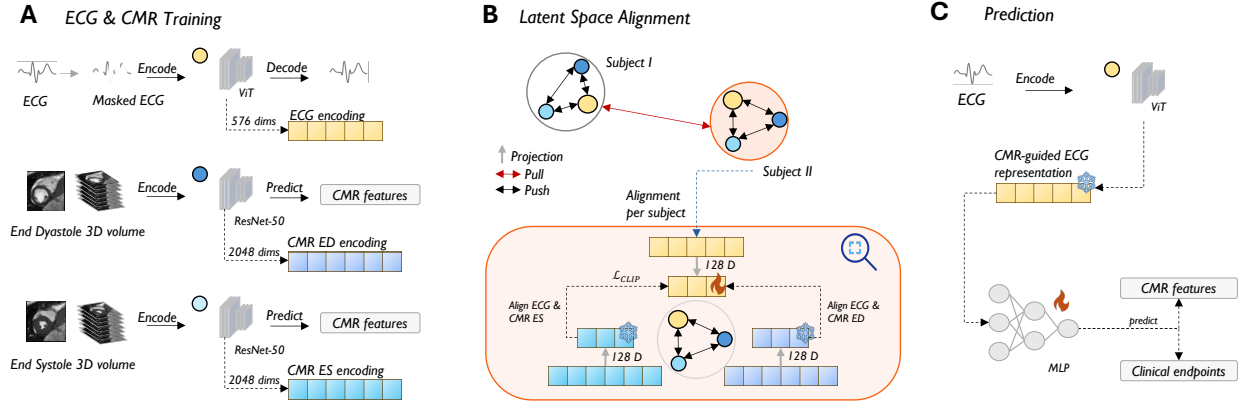 A
ECG & CMR Training
ECG
Masked ECG
Encode
ViT
Decode
576 dims
ECG encoding
Encode
Predict
CMR features
ResNet-50
End Dyastole 3D volume
2048 dims
CMR ED encoding
Encode
Predict
CMR features
ResNet-50
End Systole 3D volume
2048 dims
CMR ES encoding
B
Latent Space Alignment
Subject I
Projection
Pull
Push
Subject II
Alignment
per subject
128 D
ℒCLIP
Align ECG &
CMR ES
Align ECG &
CMR ED
128 D
128 D
C
Prediction
ECG
Encode
ViT
CMR-guided ECG
representation
MLP
predict
CMR features
Clinical endpoints